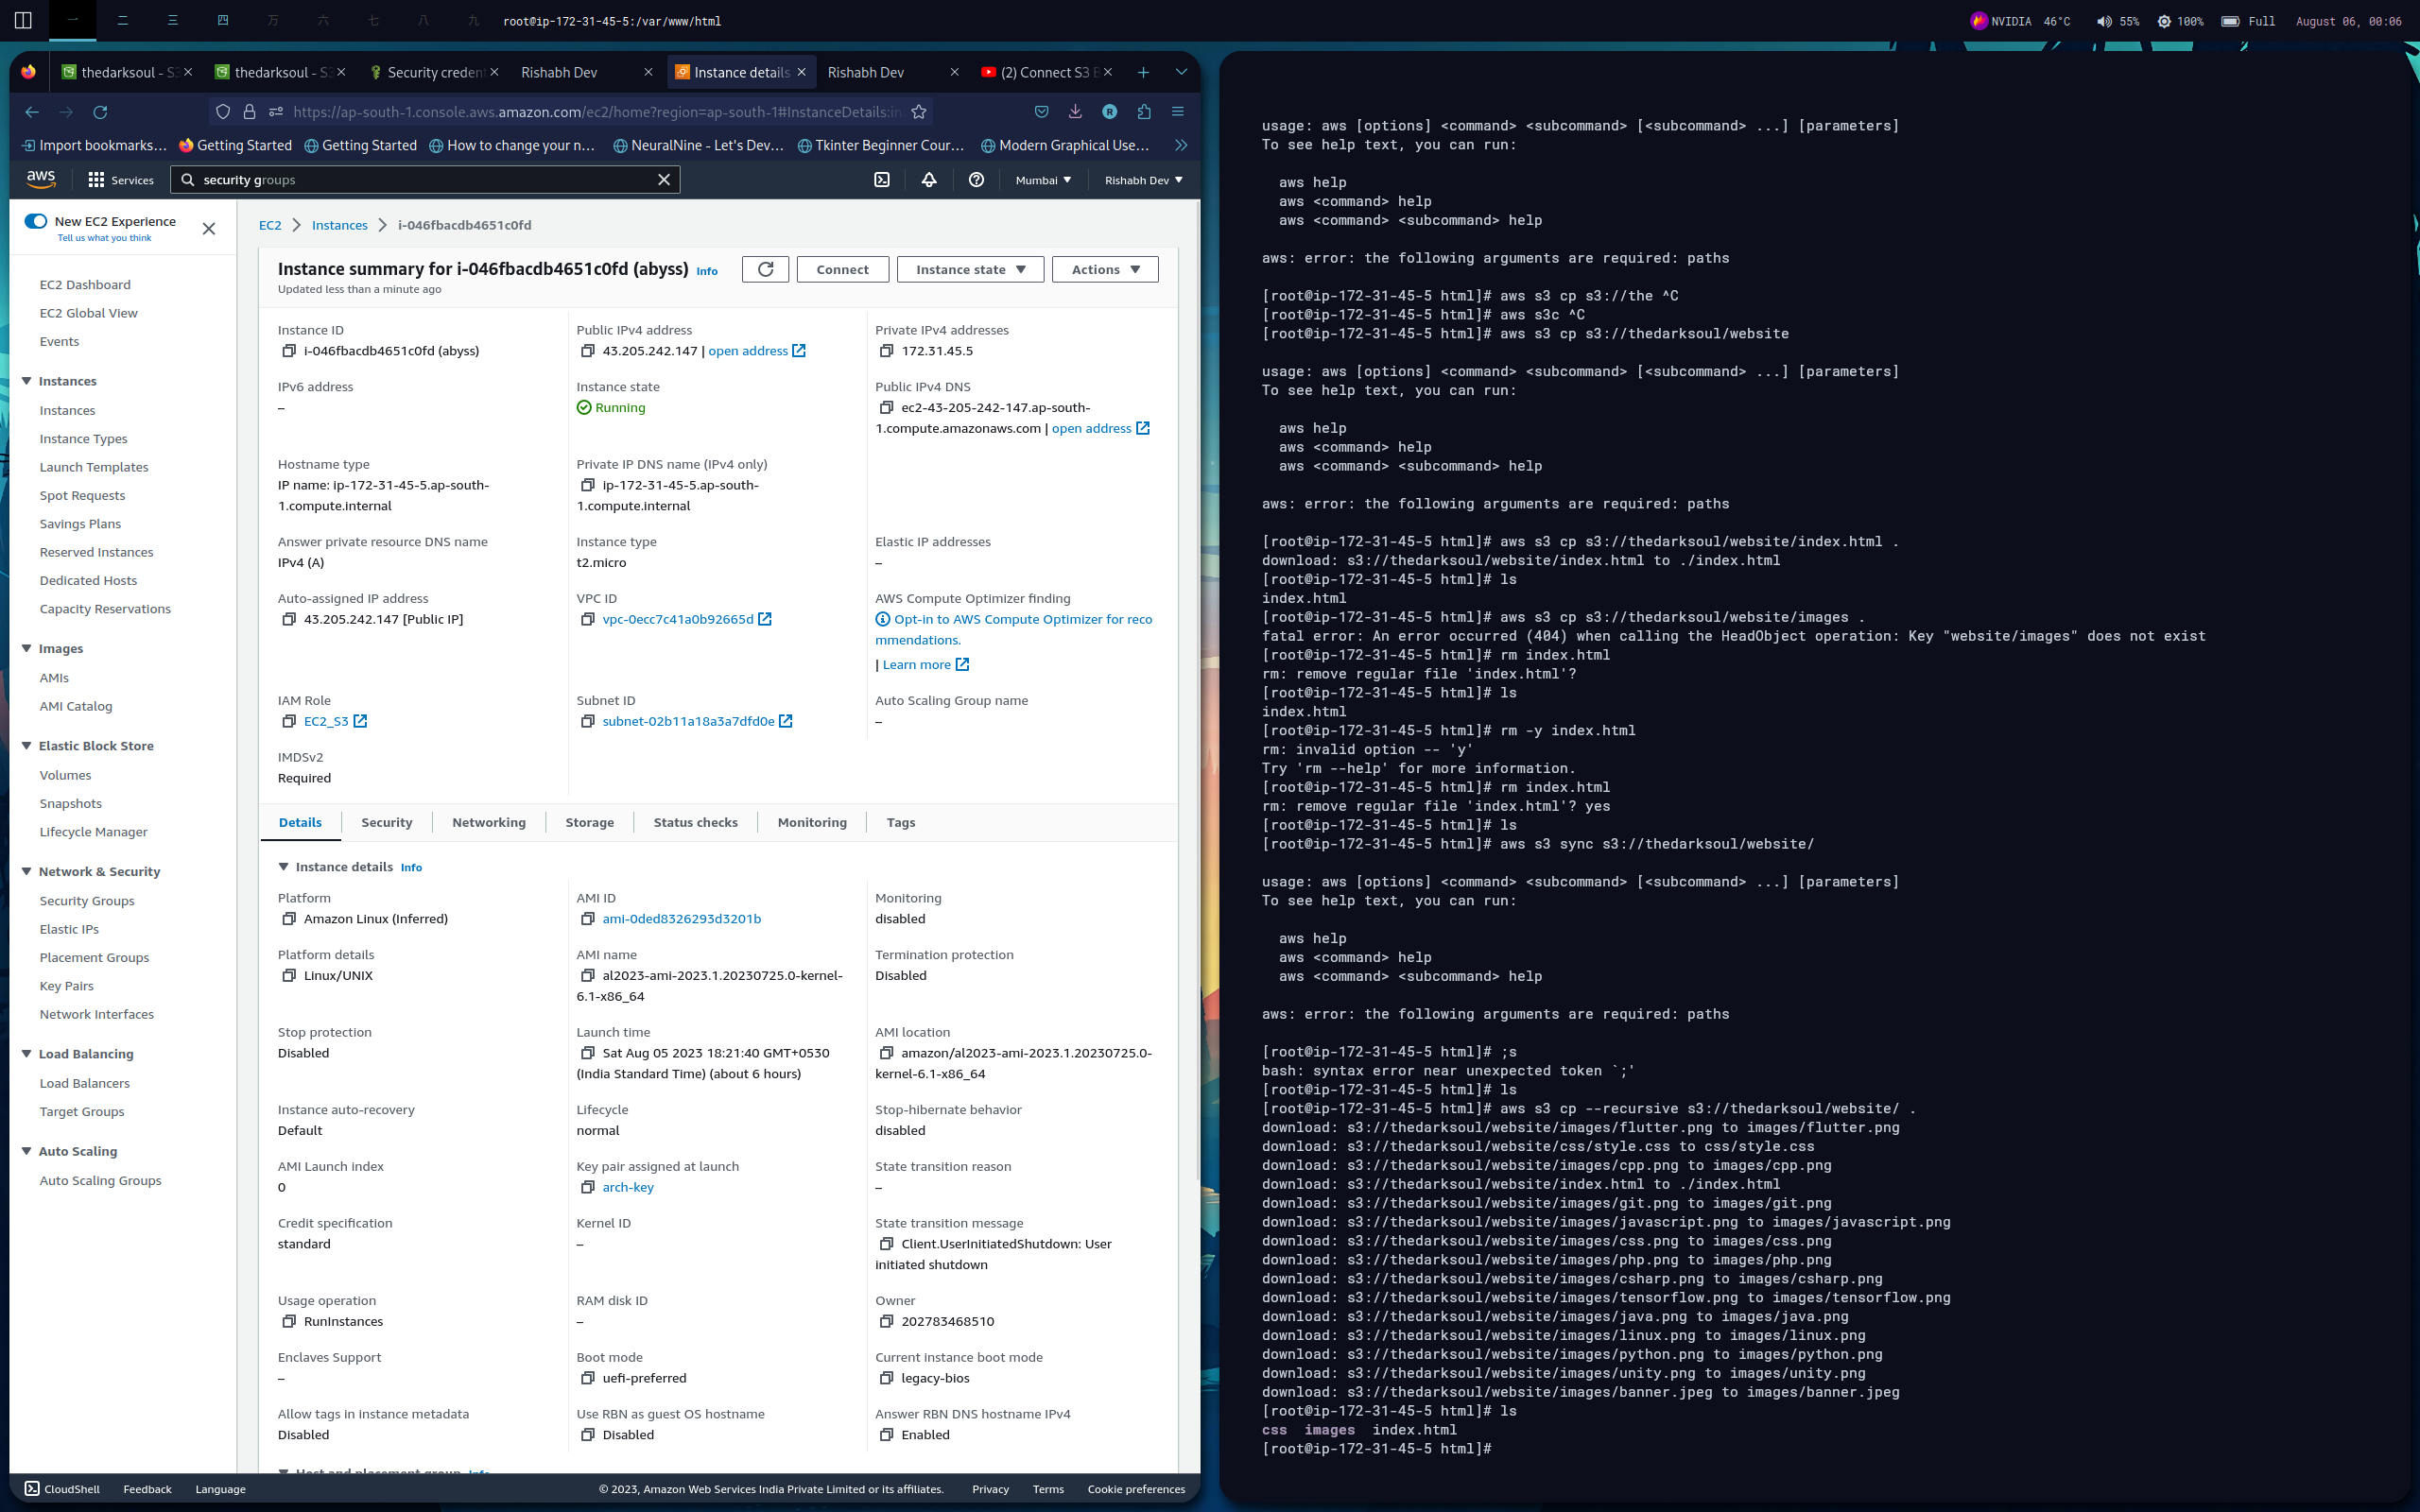 一 二 三 四 万 六 七 八 九 root@ip-172-31-45-5:/var/www/html
NVIDIA 46°C 55% 100% Full August 06, 00:06
thedarksoul - S3
thedarksoul - S3
Security creden
Rishabh Dev
Instance details
Rishabh Dev
(2) Connect S3 B
https://ap-south-1.console.aws.amazon.com/ec2/home?region=ap-south-1#InstanceDetails:in
R
Import bookmarks...
Getting Started
Getting Started
How to change your n...
NeuralNine - Let's Dev...
Tkinter Beginner Cour...
Modern Graphical Use...
aws
Services
security groups
Mumbai
Rishabh Dev
New EC2 Experience
Tell us what you think
EC2 Dashboard
EC2 Global View
Events
Instances
Instances
Instance Types
Launch Templates
Spot Requests
Savings Plans
Reserved Instances
Dedicated Hosts
Capacity Reservations
Images
AMIs
AMI Catalog
Elastic Block Store
Volumes
Snapshots
Lifecycle Manager
Network & Security
Security Groups
Elastic IPs
Placement Groups
Key Pairs
Network Interfaces
Load Balancing
Load Balancers
Target Groups
Auto Scaling
Auto Scaling Groups
EC2 > Instances > i-046fbacdb4651c0fd
Instance summary for i-046fbacdb4651c0fd (abyss) Info
Updated less than a minute ago
Connect
Instance state
Actions
Instance ID
i-046fbacdb4651c0fd (abyss)
Public IPv4 address
43.205.242.147 | open address
Private IPv4 addresses
172.31.45.5
IPv6 address
–
Instance state
Running
Public IPv4 DNS
ec2-43-205-242-147.ap-south-
1.compute.amazonaws.com | open address
Hostname type
IP name: ip-172-31-45-5.ap-south-
1.compute.internal
Private IP DNS name (IPv4 only)
ip-172-31-45-5.ap-south-
1.compute.internal
Answer private resource DNS name
IPv4 (A)
Instance type
t2.micro
Elastic IP addresses
–
Auto-assigned IP address
43.205.242.147 [Public IP]
VPC ID
vpc-0ecc7c41a0b92665d
AWS Compute Optimizer finding
Opt-in to AWS Compute Optimizer for reco
mmendations.
| Learn more
IAM Role
EC2_S3
Subnet ID
subnet-02b11a18a3a7dfd0e
Auto Scaling Group name
–
IMDSv2
Required
Details
Security
Networking
Storage
Status checks
Monitoring
Tags
Instance details Info
Platform
Amazon Linux (Inferred)
AMI ID
ami-0ded8326293d3201b
Monitoring
disabled
Platform details
Linux/UNIX
AMI name
al2023-ami-2023.1.20230725.0-kernel-
6.1-x86_64
Termination protection
Disabled
Stop protection
Disabled
Launch time
Sat Aug 05 2023 18:21:40 GMT+0530
(India Standard Time) (about 6 hours)
AMI location
amazon/al2023-ami-2023.1.20230725.0-
kernel-6.1-x86_64
Instance auto-recovery
Default
Lifecycle
normal
Stop-hibernate behavior
disabled
AMI Launch index
0
Key pair assigned at launch
arch-key
State transition reason
–
Credit specification
standard
Kernel ID
–
State transition message
Client.UserInitiatedShutdown: User
initiated shutdown
Usage operation
RunInstances
RAM disk ID
–
Owner
202783468510
Enclaves Support
–
Boot mode
uefi-preferred
Current instance boot mode
legacy-bios
Allow tags in instance metadata
Disabled
Use RBN as guest OS hostname
Disabled
Answer RBN DNS hostname IPv4
Enabled
Host and placement group Info
CloudShell
Feedback
Language
© 2023, Amazon Web Services India Private Limited or its affiliates.
Privacy
Terms
Cookie preferences
usage: aws [options] <command> <subcommand> [<subcommand> ...] [parameters]
To see help text, you can run:
aws help
aws <command> help
aws <command> <subcommand> help
aws: error: the following arguments are required: paths
[root@ip-172-31-45-5 html]# aws s3 cp s3://the ^C
[root@ip-172-31-45-5 html]# aws s3c ^C
[root@ip-172-31-45-5 html]# aws s3 cp s3://thedarksoul/website
usage: aws [options] <command> <subcommand> [<subcommand> ...] [parameters]
To see help text, you can run:
aws help
aws <command> help
aws <command> <subcommand> help
aws: error: the following arguments are required: paths
[root@ip-172-31-45-5 html]# aws s3 cp s3://thedarksoul/website/index.html .
download: s3://thedarksoul/website/index.html to ./index.html
[root@ip-172-31-45-5 html]# ls
index.html
[root@ip-172-31-45-5 html]# aws s3 cp s3://thedarksoul/website/images .
fatal error: An error occurred (404) when calling the HeadObject operation: Key "website/images" does not exist
[root@ip-172-31-45-5 html]# rm index.html
rm: remove regular file 'index.html'?
[root@ip-172-31-45-5 html]# ls
index.html
[root@ip-172-31-45-5 html]# rm -y index.html
rm: invalid option -- 'y'
Try 'rm --help' for more information.
[root@ip-172-31-45-5 html]# rm index.html
rm: remove regular file 'index.html'? yes
[root@ip-172-31-45-5 html]# ls
[root@ip-172-31-45-5 html]# aws s3 sync s3://thedarksoul/website/
usage: aws [options] <command> <subcommand> [<subcommand> ...] [parameters]
To see help text, you can run:
aws help
aws <command> help
aws <command> <subcommand> help
aws: error: the following arguments are required: paths
[root@ip-172-31-45-5 html]# ;s
bash: syntax error near unexpected token `;'
[root@ip-172-31-45-5 html]# ls
[root@ip-172-31-45-5 html]# aws s3 cp --recursive s3://thedarksoul/website/ .
download: s3://thedarksoul/website/images/flutter.png to images/flutter.png
download: s3://thedarksoul/website/css/style.css to css/style.css
download: s3://thedarksoul/website/images/cpp.png to images/cpp.png
download: s3://thedarksoul/website/index.html to ./index.html
download: s3://thedarksoul/website/images/git.png to images/git.png
download: s3://thedarksoul/website/images/javascript.png to images/javascript.png
download: s3://thedarksoul/website/images/css.png to images/css.png
download: s3://thedarksoul/website/images/php.png to images/php.png
download: s3://thedarksoul/website/images/csharp.png to images/csharp.png
download: s3://thedarksoul/website/images/tensorflow.png to images/tensorflow.png
download: s3://thedarksoul/website/images/java.png to images/java.png
download: s3://thedarksoul/website/images/linux.png to images/linux.png
download: s3://thedarksoul/website/images/python.png to images/python.png
download: s3://thedarksoul/website/images/unity.png to images/unity.png
download: s3://thedarksoul/website/images/banner.jpeg to images/banner.jpeg
[root@ip-172-31-45-5 html]# ls
css images index.html
[root@ip-172-31-45-5 html]#